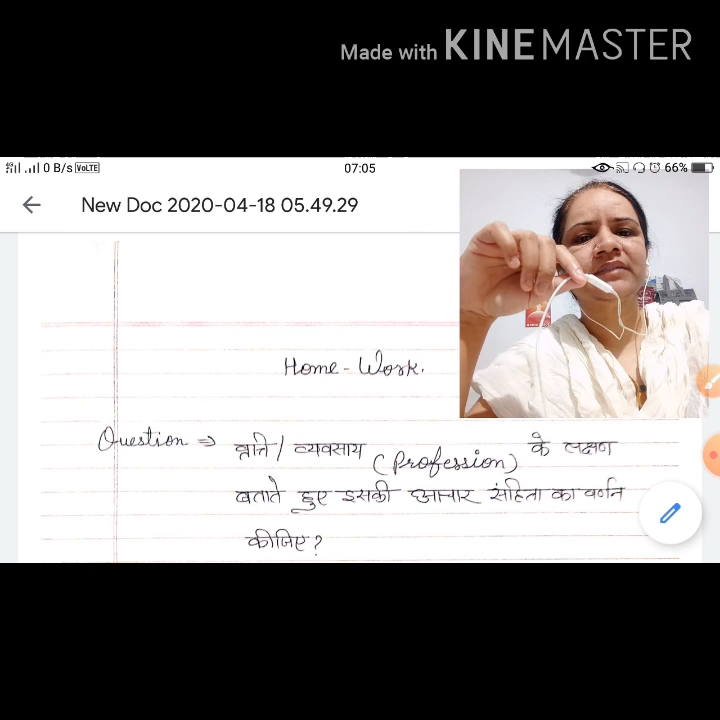 Made with KINEMASTER
0 B/s VoLTE 07:05 66%
New Doc 2020-04-18 05.49.29
Home-Work.
Question ⇒ व्रति / व्यवसाय (Profession) के लक्षण
बताते हुए इसकी आचार संहिता का वर्णन
कीजिए?